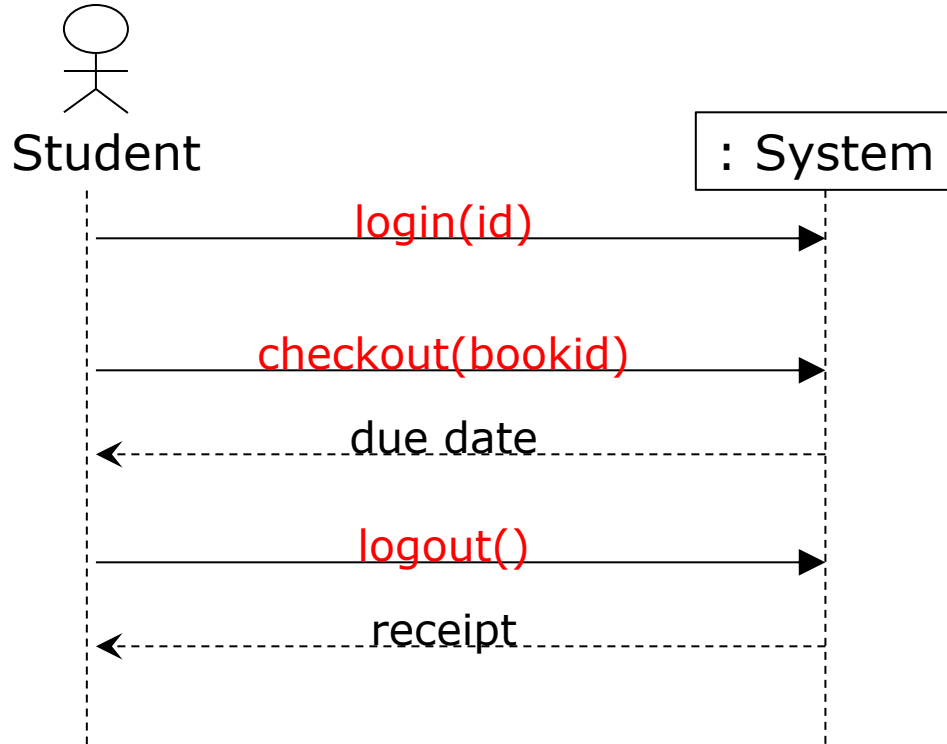 Student
: System
login(id)
checkout(bookid)
due date
logout()
receipt